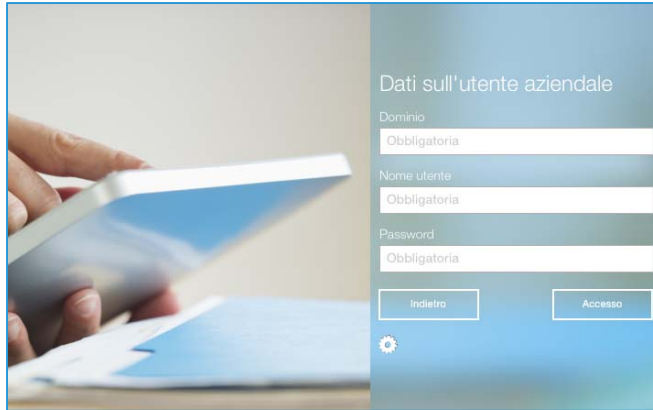 Dati sull'utente aziendale
Dominio
Obbligatoria
Nome utente
Obbligatoria
Password
Obbligatoria
Indietro Accesso